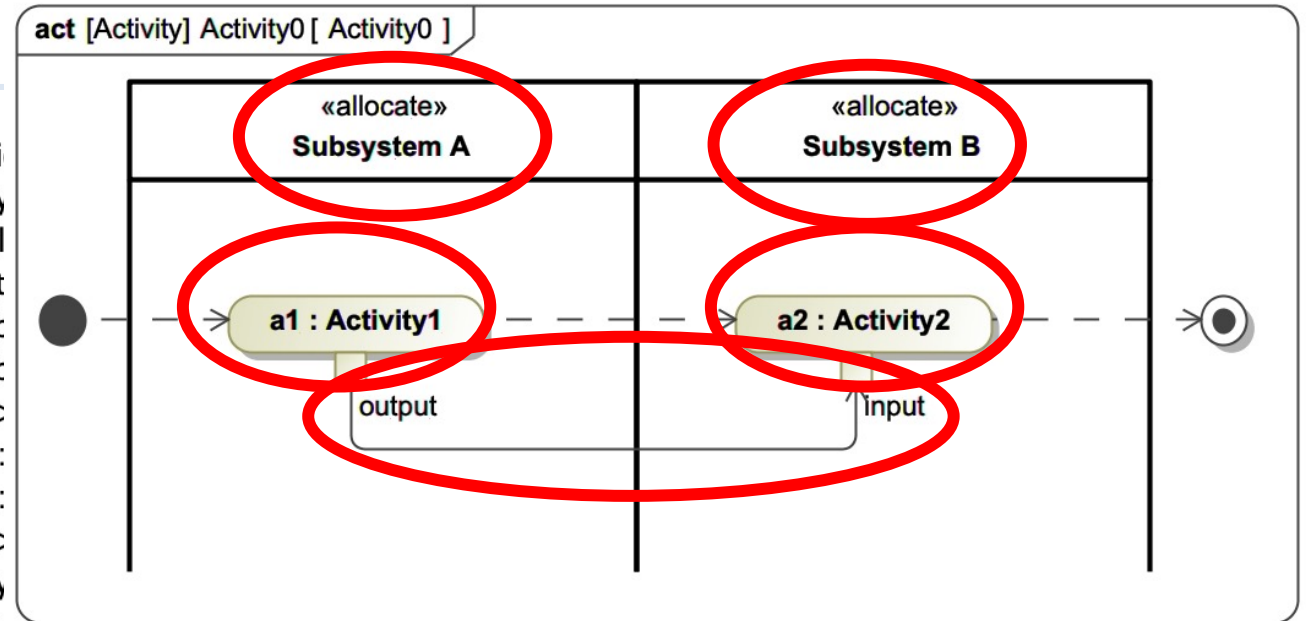 act [Activity] Activity0 [ Activity0 ]
«allocate»
Subsystem A
«allocate»
Subsystem B
a1 : Activity1
a2 : Activity2
output
input